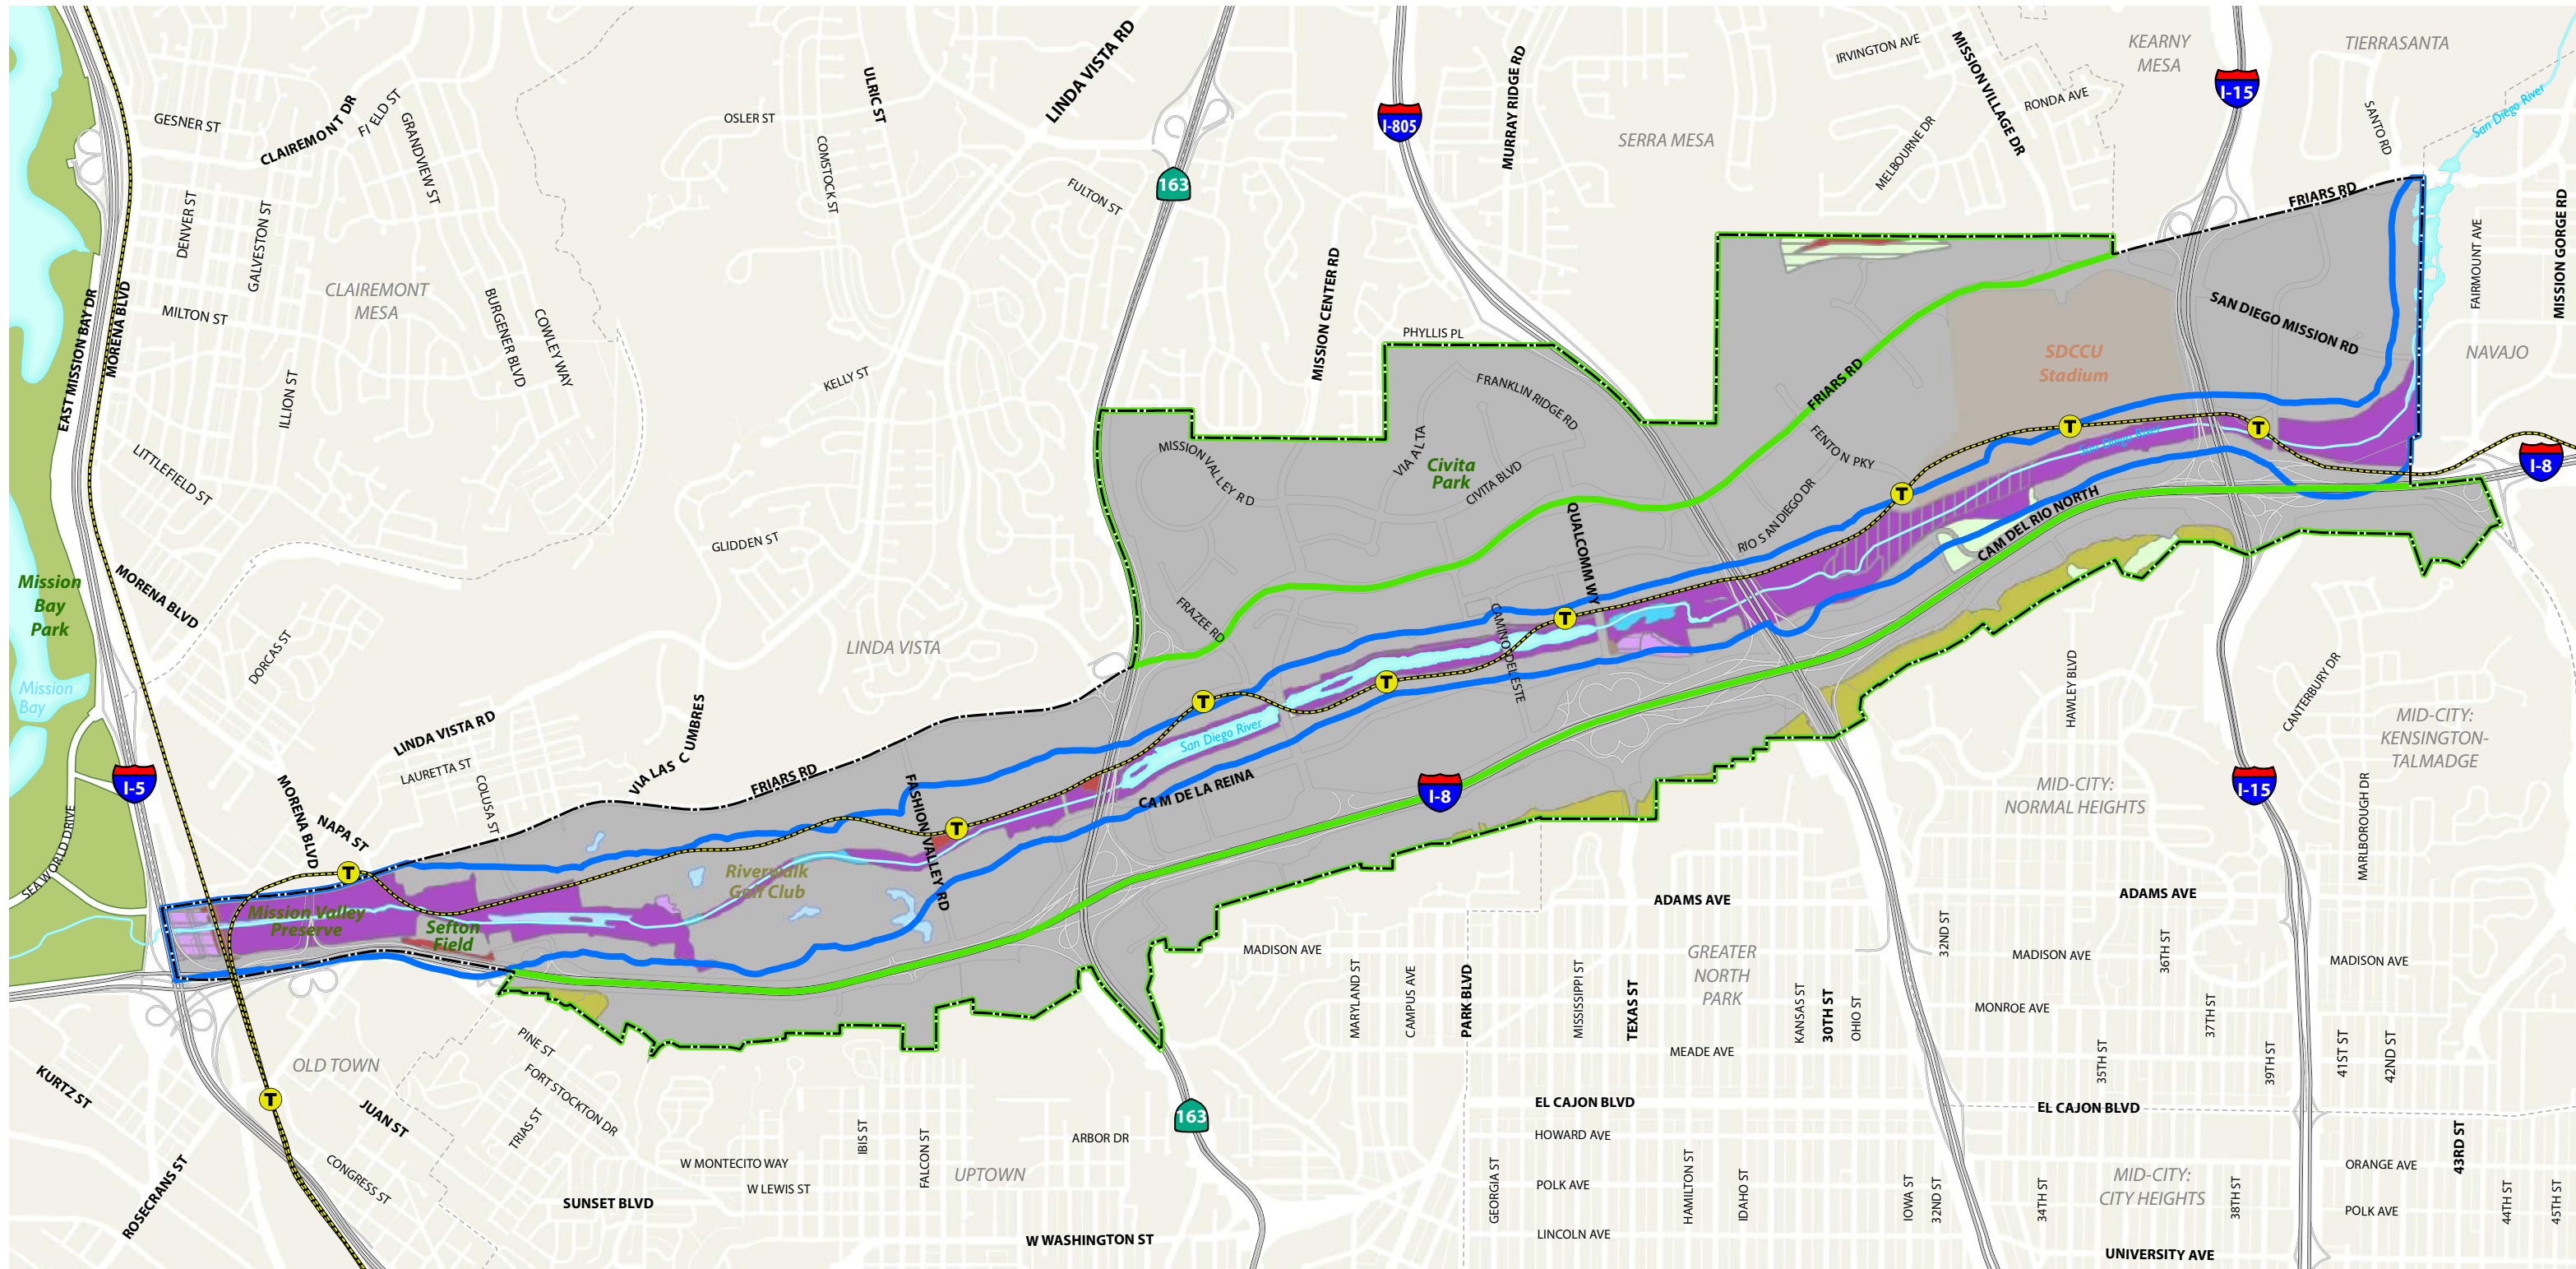 LINDA VISTA RD
IRVINGTON AVE
MISSION VILLAGE DR
KEARNY
MESA
TIERRASANTA
ULRIC ST
MURRAY RIDGE RD
I-15
RONDA AVE
San Diego River
SANTO RD
GESNER ST
CLAIREMONT DR
FIELD ST
GRANDVIEW ST
OSLER ST
COMSTOCK ST
I-805
SERRA MESA
MELBOURNE DR
163
FULTON ST
FRIARS RD
DENVER ST
GALVESTON ST
FAIRMOUNT AVE
MISSION GORGE RD
CLAIREMONT
MESA
MISSION CENTER RD
EAST MISSION BAY DR
MORENA BLVD
MILTON ST
BURGENER BLVD
COWLEY WAY
PHYLLIS PL
SAN DIEGO MISSION RD
NAVAJO
SDCCU
Stadium
ILLION ST
KELLY ST
FRANKLIN RIDGE RD
FRIARS RD
LITTLEFIELD ST
MISSION VALLEY RD
VIA ALTA
Civita
Park
CIVITA BLVD
FENTON PKY
T
T
San Diego River
I-8
T
GLIDDEN ST
QUALCOMM WY
RIO SAN DIEGO DR
CAM DEL RIO NORTH
Mission
Bay
Park
MORENA BLVD
DORCAS ST
FRAZEE RD
CAMINO DEL ESTE
T
LINDA VISTA
Mission
Bay
LINDA VISTA RD
VIA LAS CUMBRES
T
T
San Diego River
HAWLEY BLVD
CANTERBURY DR
MID-CITY:
KENSINGTON-
TALMADGE
LAURETTA ST
COLUSA ST
FRIARS RD
FASHION VALLEY RD
CAM DE LA REINA
I-8
I-5
I-15
MID-CITY:
NORMAL HEIGHTS
MARLBOROUGH DR
SEA WORLD DRIVE
MORENA BLVD
NAPA ST
T
T
Riverwalk
Golf Club
Mission Valley
Preserve
Sefton
Field
ADAMS AVE
ADAMS AVE
MADISON AVE
GREATER
NORTH
PARK
32ND ST
MADISON AVE
36TH ST
MADISON AVE
MARYLAND ST
CAMPUS AVE
PARK BLVD
MISSISSIPPI ST
TEXAS ST
KANSAS ST
30TH ST
OHIO ST
MONROE AVE
37TH ST
PINE ST
OLD TOWN
MEADE AVE
35TH ST
39TH ST
41ST ST
42ND ST
KURTZ ST
T
JUAN ST
FORT STOCKTON DR
TRIAS ST
163
EL CAJON BLVD
EL CAJON BLVD
IBIS ST
FALCON ST
ARBOR DR
HOWARD AVE
43RD ST
ROSECRANS ST
CONGRESS ST
W MONTECITO WAY
W LEWIS ST
UPTOWN
GEORGIA ST
POLK AVE
HAMILTON ST
IDAHO ST
IOWA ST
32ND ST
34TH ST
MID-CITY:
CITY HEIGHTS
38TH ST
ORANGE AVE
SUNSET BLVD
POLK AVE
44TH ST
45TH ST
W WASHINGTON ST
LINCOLN AVE
UNIVERSITY AVE